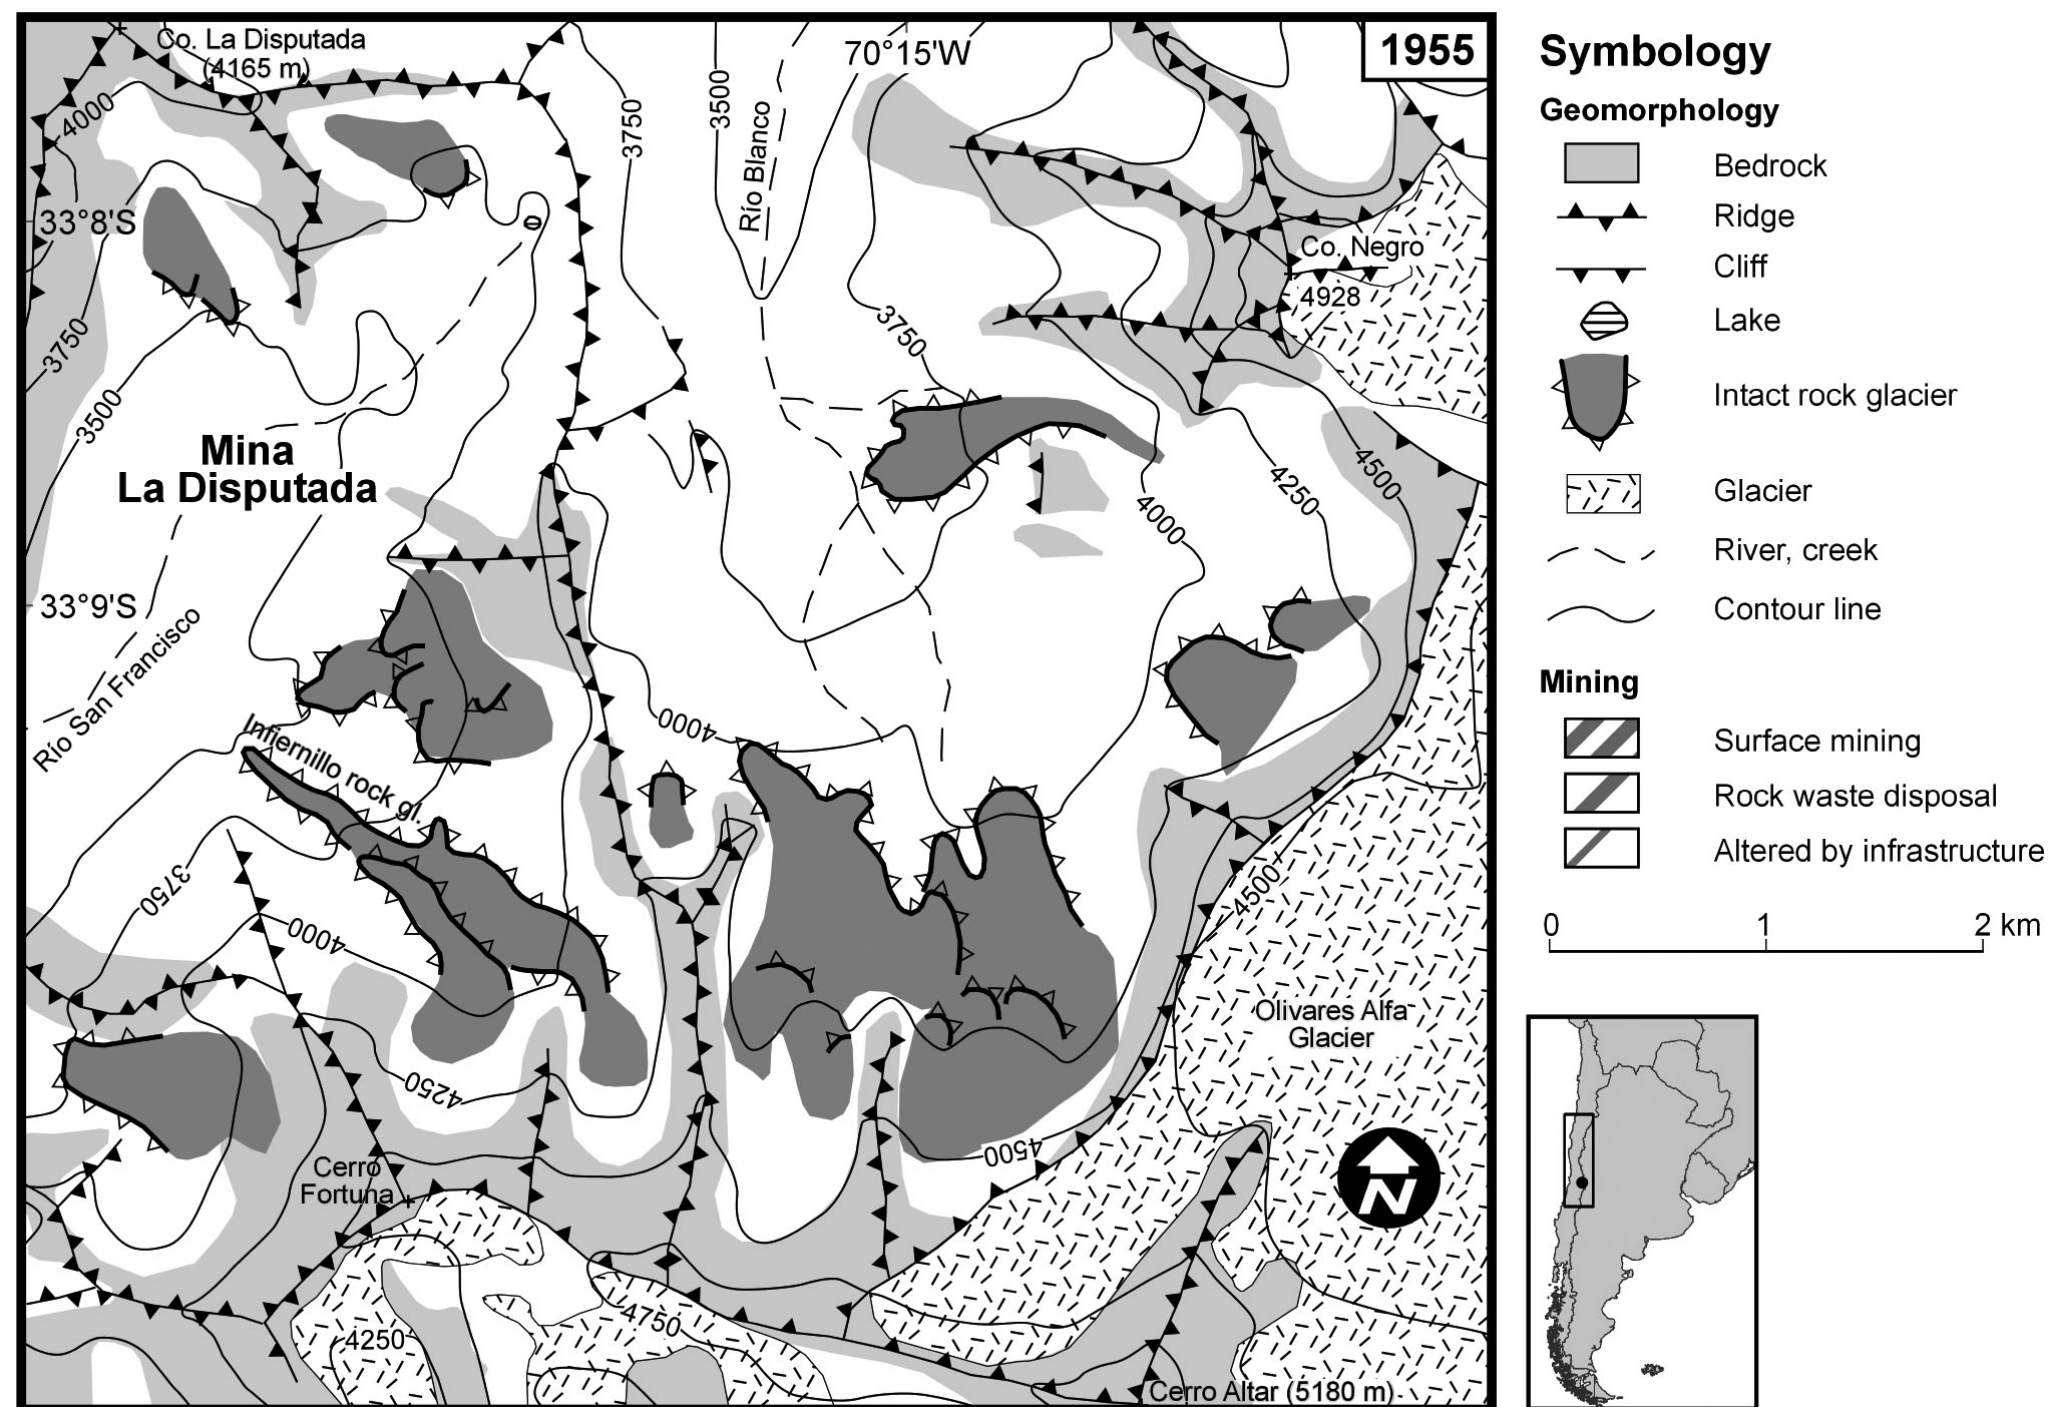 Co. La Disputada
(4165 m)
70°15'W
1955
4000
3750
3500
Río Blanco
33°8'S
Co. Negro
4928
3750
3750
3500
Mina
La Disputada
4250
4500
4000
33°9'S
Río San Francisco
4000
Infiernillo rock gl.
3750
4000
4500
Olivares Alfa
Glacier
4250
4500
Cerro
Fortuna
4250
4750
Cerro Altar (5180 m)
N
Symbology
Geomorphology
Bedrock
Ridge
Cliff
Lake
Intact rock glacier
Glacier
River, creek
Contour line
Mining
Surface mining
Rock waste disposal
Altered by infrastructure
0 1 2 km